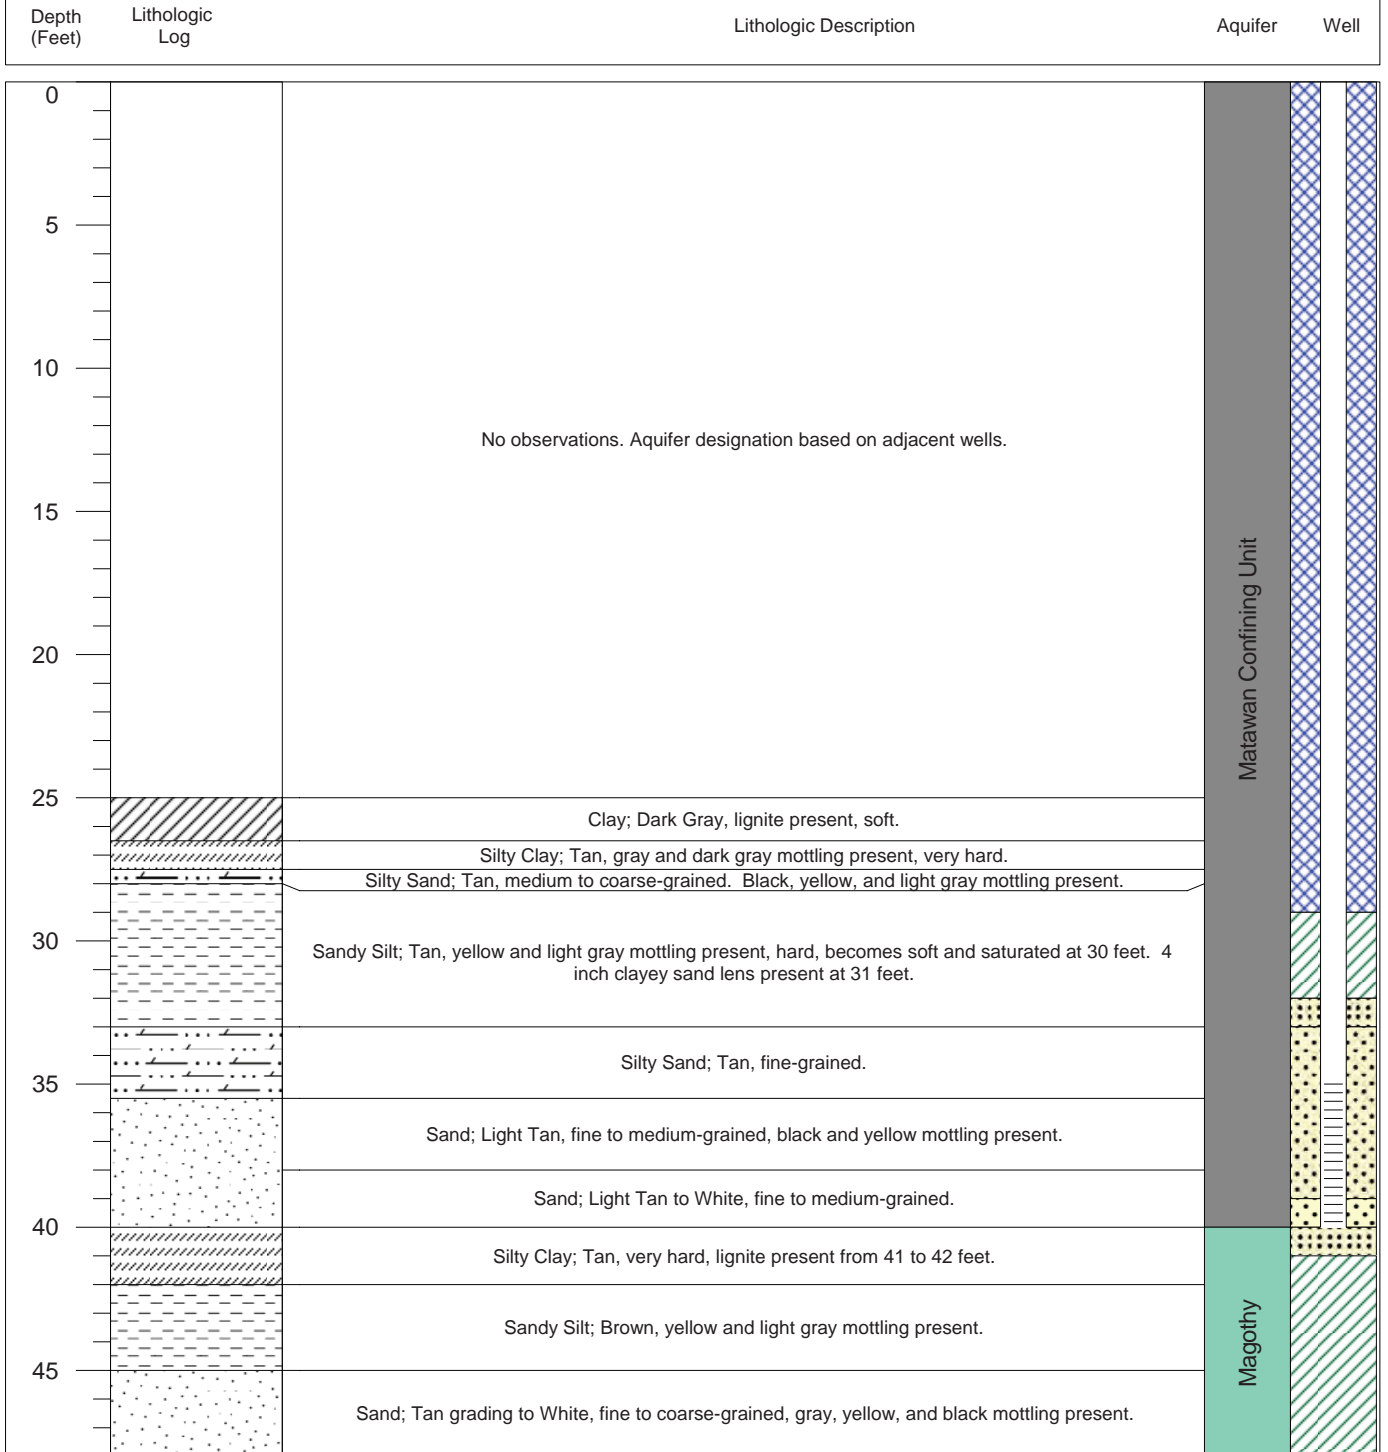 Depth
(Feet)
Lithologic
Log
Lithologic Description
Aquifer
Well
0
5
10
No observations. Aquifer designation based on adjacent wells.
15
20
Matawan Confining Unit
25
Clay; Dark Gray, lignite present, soft.
Silty Clay; Tan, gray and dark gray mottling present, very hard.
Silty Sand; Tan, medium to coarse-grained. Black, yellow, and light gray mottling present.
30
Sandy Silt; Tan, yellow and light gray mottling present, hard, becomes soft and saturated at 30 feet. 4
inch clayey sand lens present at 31 feet.
Silty Sand; Tan, fine-grained.
35
Sand; Light Tan, fine to medium-grained, black and yellow mottling present.
Sand; Light Tan to White, fine to medium-grained.
40
Silty Clay; Tan, very hard, lignite present from 41 to 42 feet.
Sandy Silt; Brown, yellow and light gray mottling present.
Magothy
45
Sand; Tan grading to White, fine to coarse-grained, gray, yellow, and black mottling present.